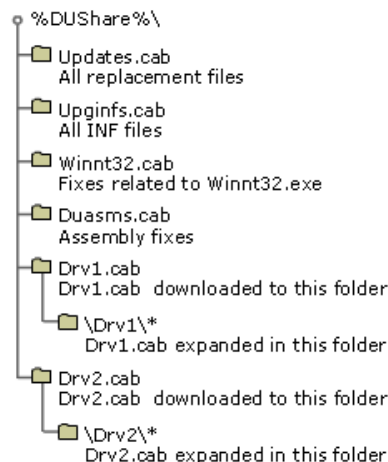 %DUShare%\
Updates.cab
All replacement files
Upginfs.cab
All INF files
Winnt32.cab
Fixes related to Winnt32.exe
Duasms.cab
Assembly fixes
Drv1.cab
Drv1.cab downloaded to this folder
\Drv1\*
Drv1.cab expanded in this folder
Drv2.cab
Drv2.cab downloaded to this folder
\Drv2\*
Drv2.cab expanded in this folder